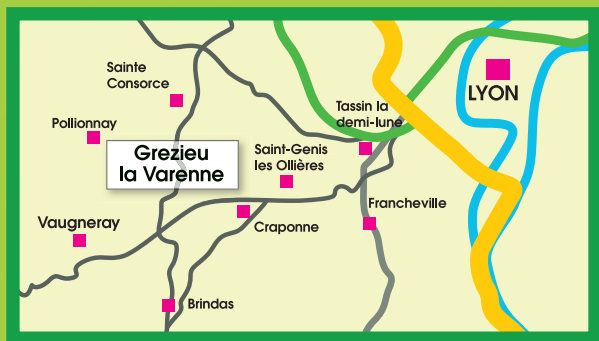 Sainte
Consorce
Pollionnay
Grezieu
la Varenne
Vaugneray
Tassin la
demi-lune
Saint-Genis
les Ollières
LYON
Francheville
Craponne
Brindas